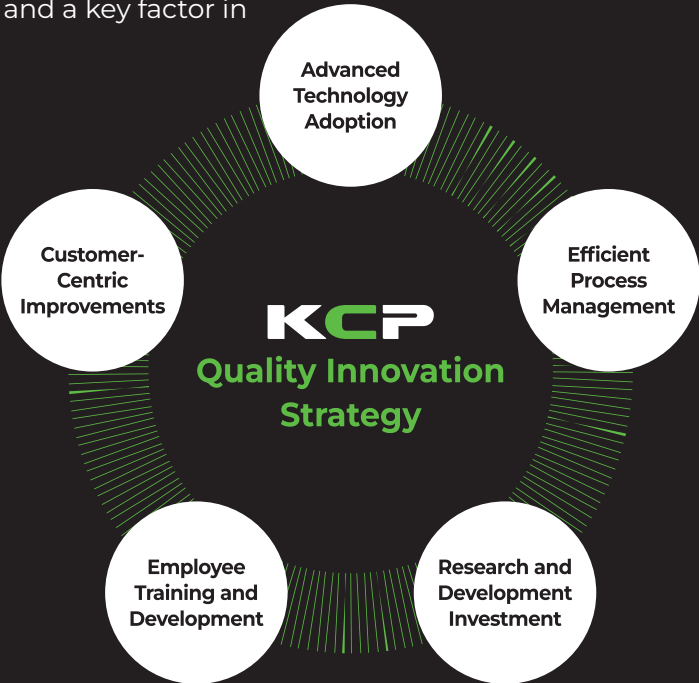 and a key factor in
Advanced
Technology
Adoption
Customer-
Centric
Improvements
Efficient
Process
Management
KCP
Quality Innovation
Strategy
Employee
Training and
Development
Research and
Development
Investment